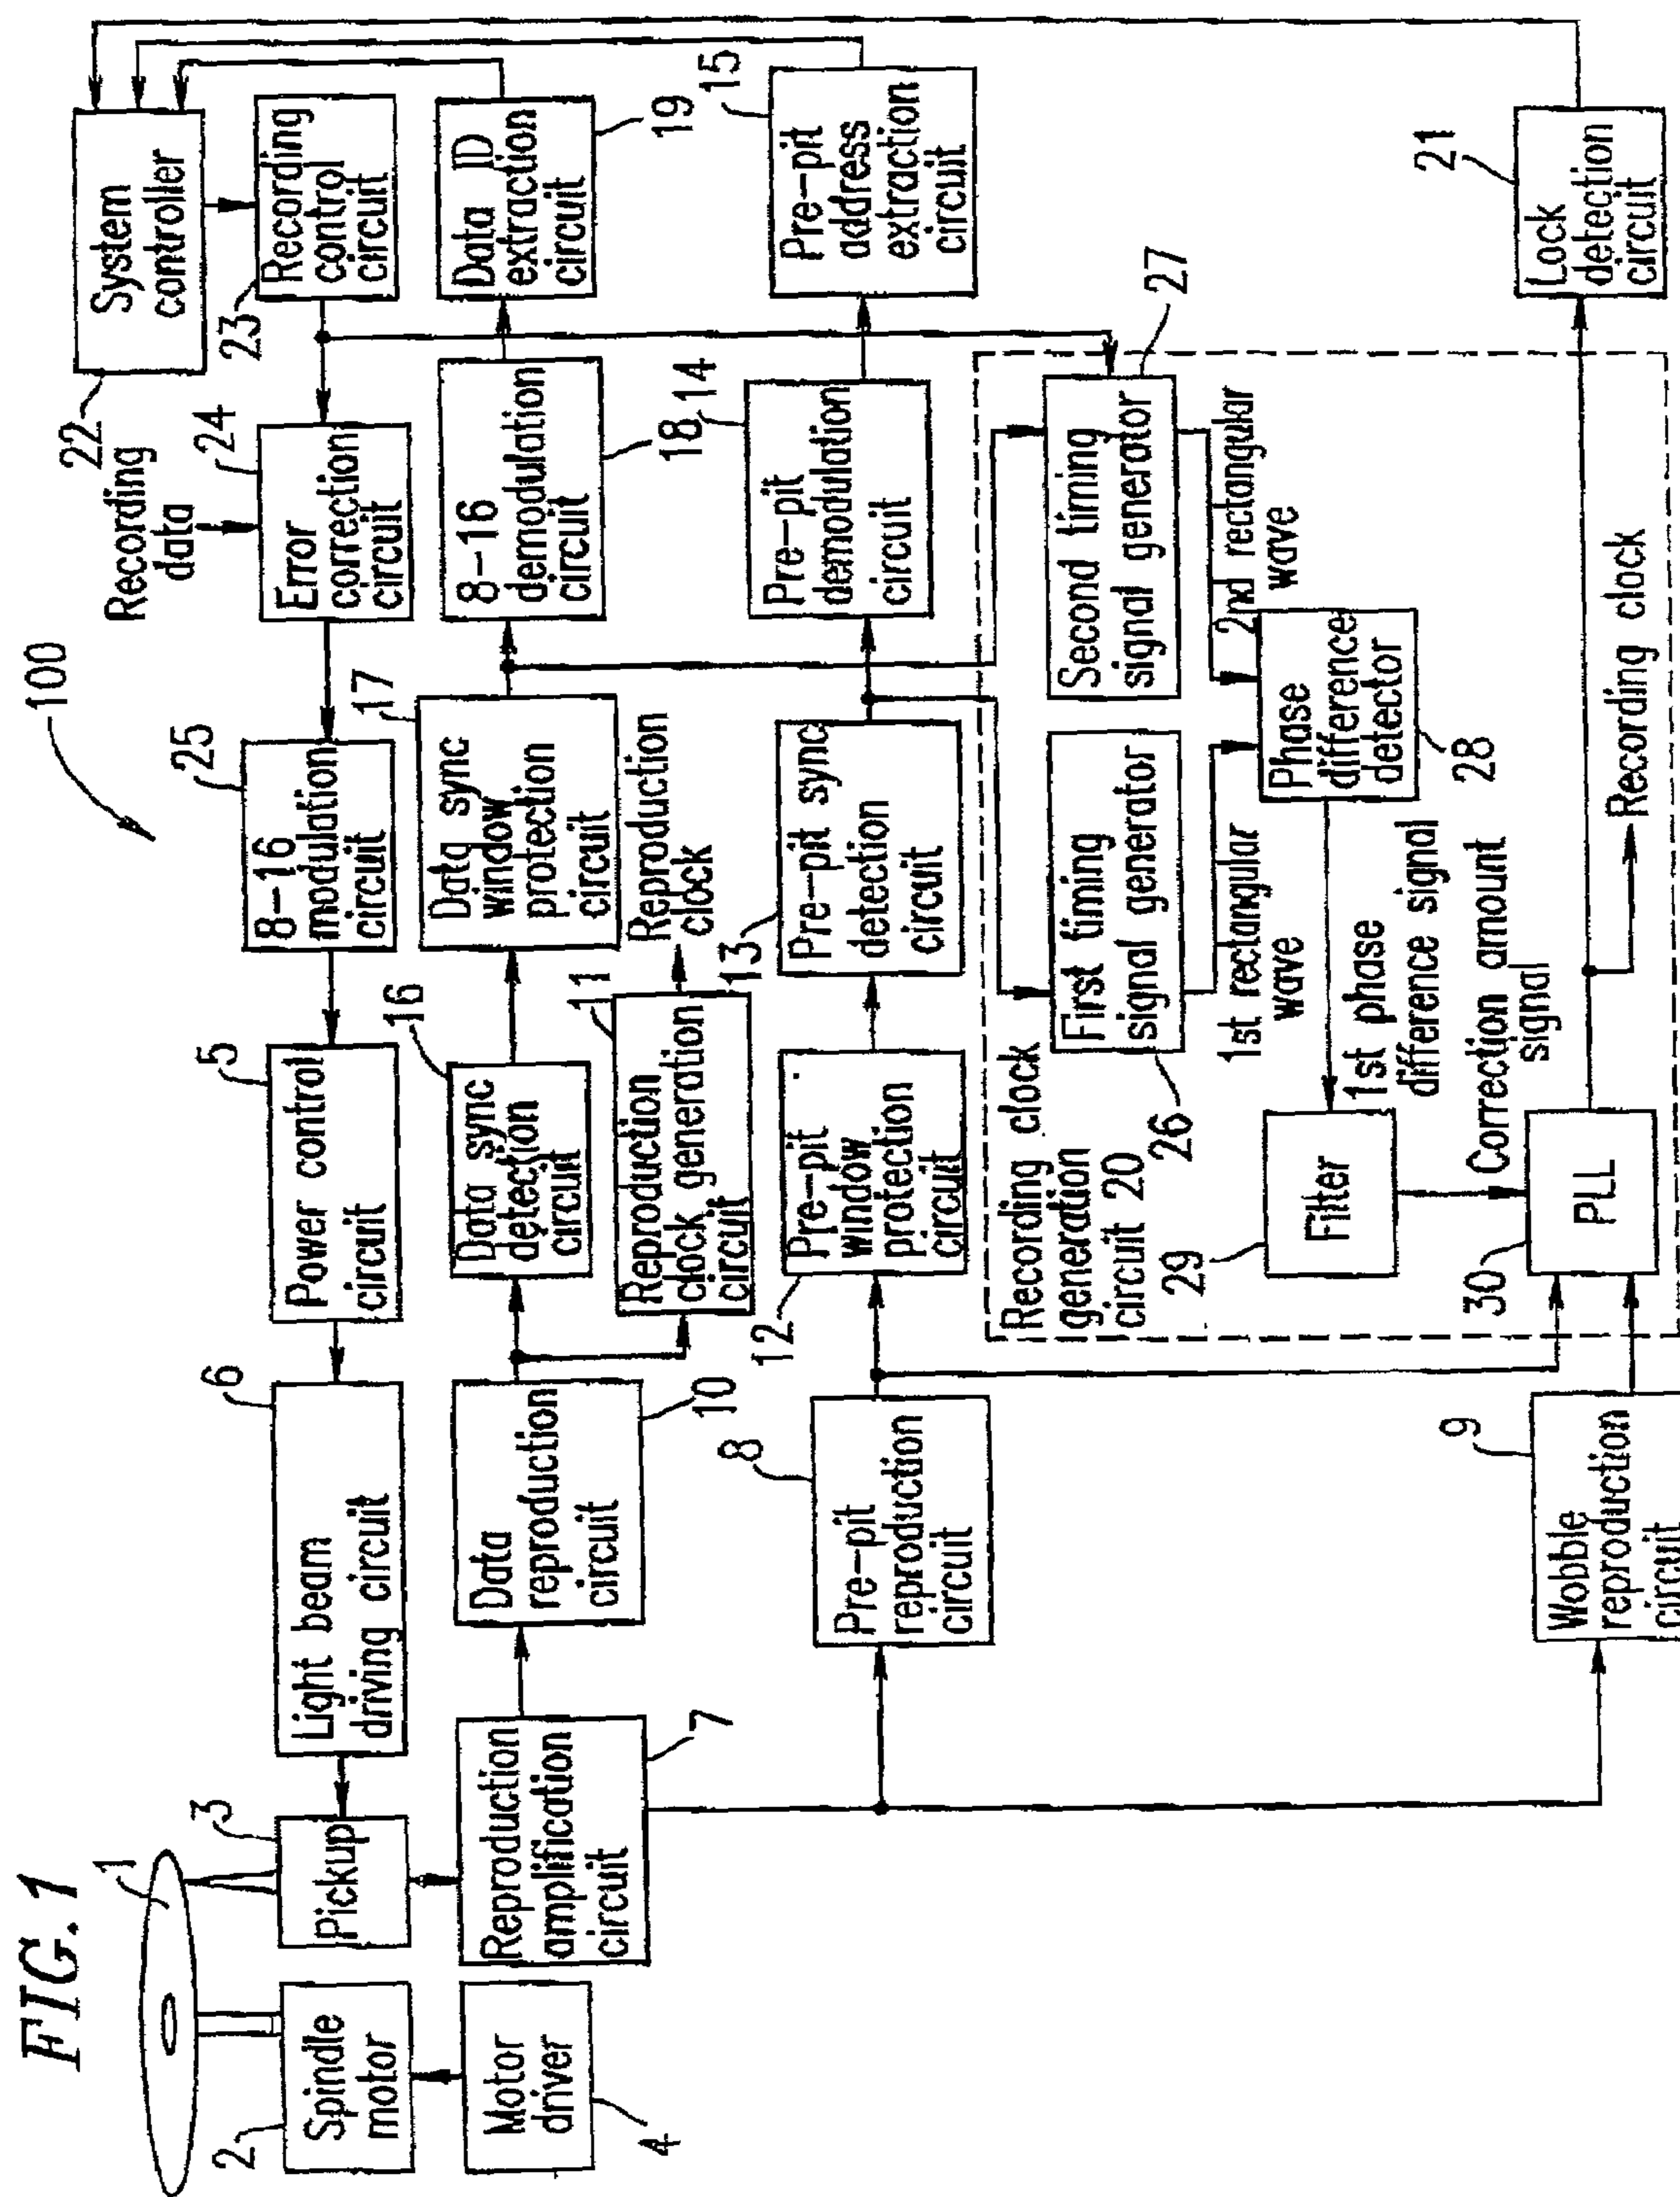 FIG.1
100
1
2
Spindle
motor
3
Pickup
Motor
driver
4
6
Light beam
driving circuit
5
Power control
circuit
25
8-16
modulation
circuit
Recording
data
24
Error
correction
circuit
22
System
controller
23
Recording
control
circuit
Reproduction
amplification
circuit
7
Data
reproduction
circuit
10
16
Data sync
detection
circuit
17
Data sync
window
protection
circuit
8-16
demodulation
circuit
18
Data ID
extraction
circuit
19
11
Reproduction
clock generation
circuit
Reproduction
clock
8
Pre-pit
reproduction
circuit
12
Pre-pit
window
protection
circuit
13
Pre-pit sync
detection
circuit
14
Pre-pit
demodulation
circuit
15
Pre-pit
address
extraction
circuit
Recording clock
generation
circuit 20
26
First timing
signal generator
27
Second timing
signal generator
1st rectangular
wave
2nd rectangular
wave
Phase
difference
detector
28
1st phase
difference signal
29
Filter
Correction amount
signal
30
PLL
9
Wobble
reproduction
circuit
Recording clock
21
Lock
detection
circuit